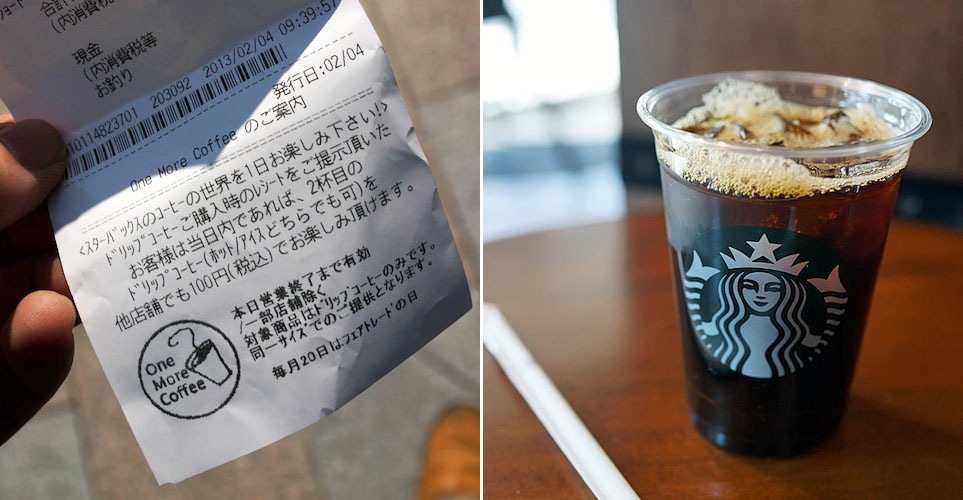 合計
(内消費税
現金
(内消費税等
お釣り
10114823701 203092 2013/02/04 09:39:57
発行日:02/04
One More Coffee のご案内
<スターバックスのコーヒーの世界を1日お楽しみ下さい!>
ドリップコーヒーご購入時のレシートをご提示頂いた
お客様は当日内であれば、2杯目の
ドリップコーヒー(ホット/アイスどちらでも可)を
他店舗でも100円(税込)でお楽しみ頂けます。
本日営業終了まで有効
/一部店舗除く
対象商品はドリップコーヒーのみです。
同一サイズでのご提供となります。
毎月20日はフェアトレードの日
One
More
Coffee